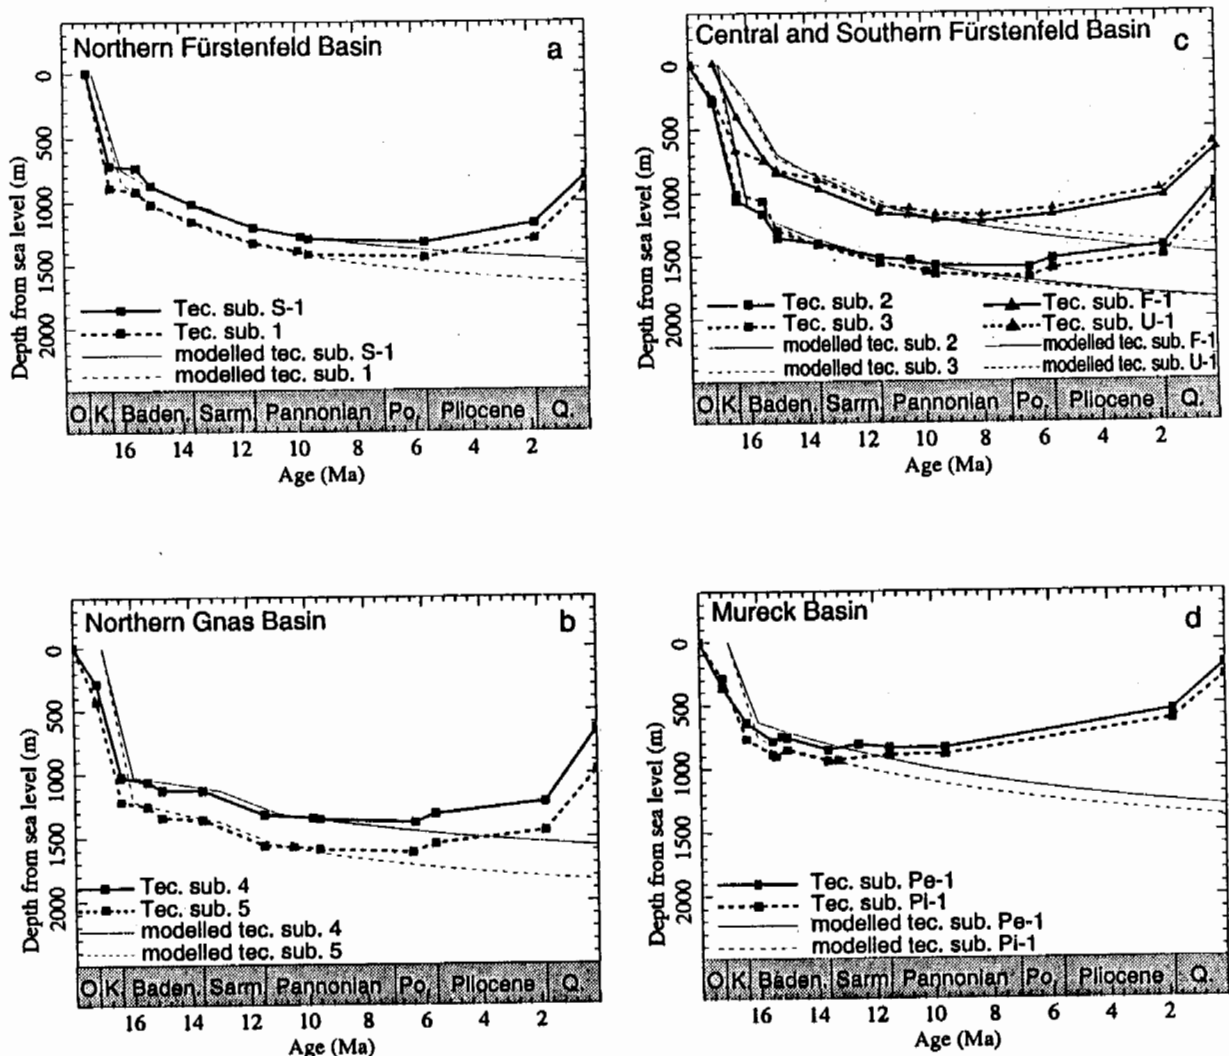 Northern Fürstenfeld Basin
a
0
500
1000
1500
2000
Depth from sea level (m)
Tec. sub. S-1
Tec. sub. 1
modelled tec. sub. S-1
modelled tec. sub. 1
O K Baden. Sarm. Pannonian Po. Pliocene Q.
16 14 12 10 8 6 4 2
Age (Ma)
Central and Southern Fürstenfeld Basin
c
0
500
1000
1500
2000
Depth from sea level (m)
Tec. sub. 2
Tec. sub. 3
modelled tec. sub. 2
modelled tec. sub. 3
Tec. sub. F-1
Tec. sub. U-1
modelled tec. sub. F-1
modelled tec. sub. U-1
O K Baden. Sarm. Pannonian Po. Pliocene Q.
16 14 12 10 8 6 4 2
Age (Ma)
Northern Gnas Basin
b
0
500
1000
1500
2000
Depth from sea level (m)
Tec. sub. 4
Tec. sub. 5
modelled tec. sub. 4
modelled tec. sub. 5
O K. Baden. Sarm. Pannonian Po. Pliocene Q.
16 14 12 10 8 6 4 2
Age (Ma)
Mureck Basin
d
0
500
1000
1500
2000
Depth from sea level (m)
Tec. sub. Pe-1
Tec. sub. Pi-1
modelled tec. sub. Pe-1
modelled tec. sub. Pi-1
O K. Baden. Sarm. Pannonian Po. Pliocene Q.
16 14 12 10 8 6 4 2
Age (Ma)